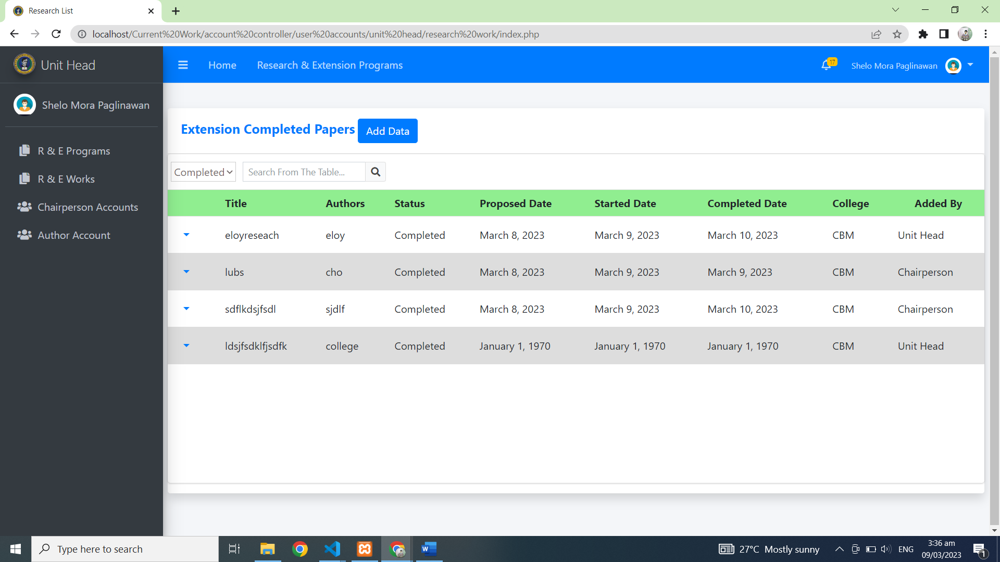 Research List
localhost/Current%20Work/account%20controller/user%20accounts/unit%20head/research%20work/index.php
Unit Head
Home
Research & Extension Programs
17
Shelo Mora Paglinawan
Shelo Mora Paglinawan
R & E Programs
R & E Works
Chairperson Accounts
Author Account
Extension Completed Papers
Add Data
Completed
Search From The Table...
Title Authors Status Proposed Date Started Date Completed Date College Added By
eloyreseach eloy Completed March 8, 2023 March 9, 2023 March 10, 2023 CBM Unit Head
lubs cho Completed March 8, 2023 March 9, 2023 March 9, 2023 CBM Chairperson
sdflkdsjfsdl sjdlf Completed March 8, 2023 March 9, 2023 March 10, 2023 CBM Chairperson
ldsjfsdklfjsdfk college Completed January 1, 1970 January 1, 1970 January 1, 1970 CBM Unit Head
Type here to search
27°C Mostly sunny
ENG
3:36 am
09/03/2023
1